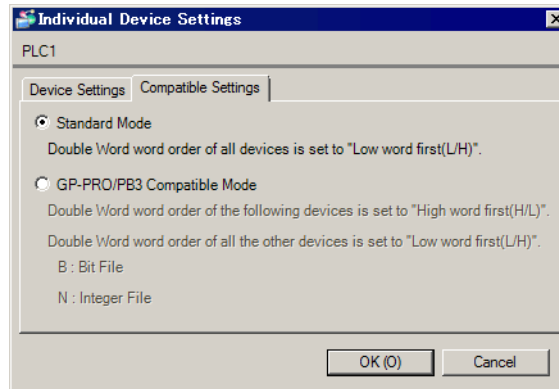 Individual Device Settings
PLC1
Device Settings
Compatible Settings
Standard Mode
Double Word word order of all devices is set to "Low word first(L/H)".
GP-PRO/PB3 Compatible Mode
Double Word word order of the following devices is set to "High word first(H/L)".
Double Word word order of all the other devices is set to "Low word first(L/H)".
B : Bit File
N : Integer File
OK (O)
Cancel